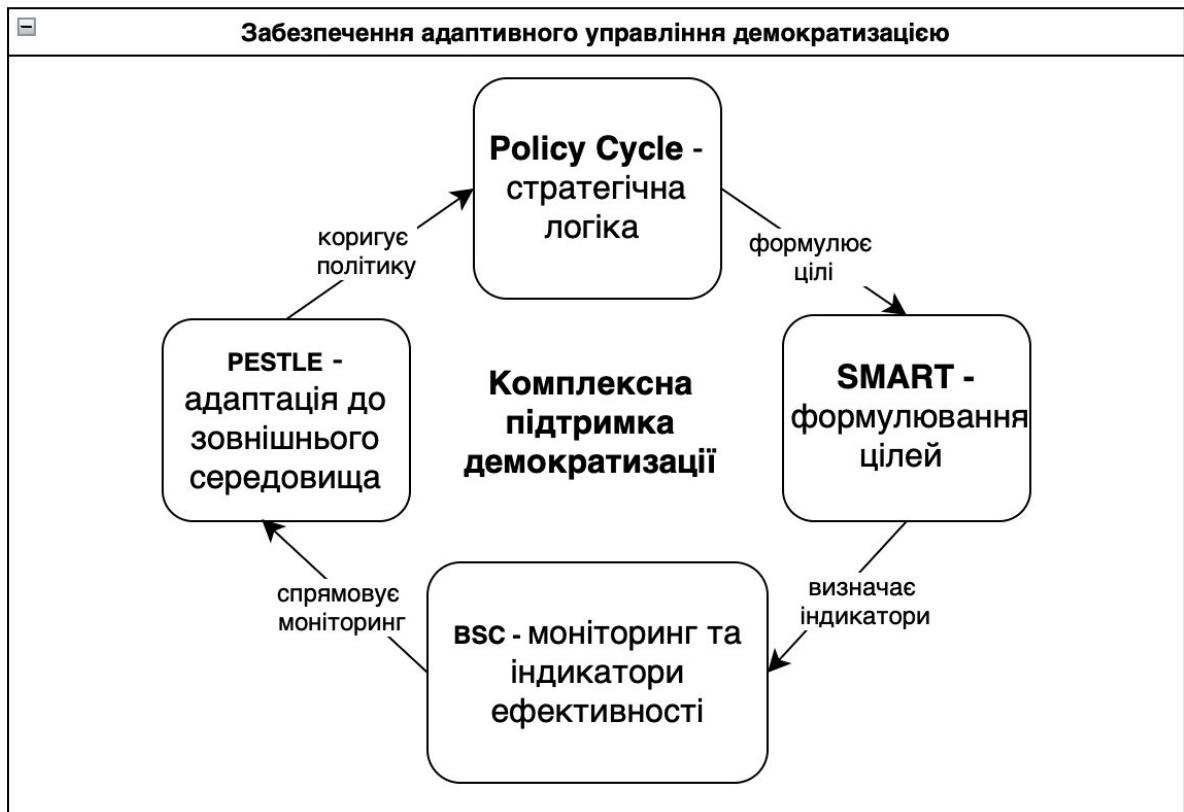 Забезпечення адаптивного управління демократизацією
Policy Cycle -
стратегічна
логіка
коригує
політику
формулює
цілі
PESTLE -
адаптація до
зовнішнього
середовища
Комплексна
підтримка
демократизації
SMART -
формулювання
цілей
спрямовує
моніторинг
визначає
індикатори
BSC - моніторинг та
індикатори
ефективності